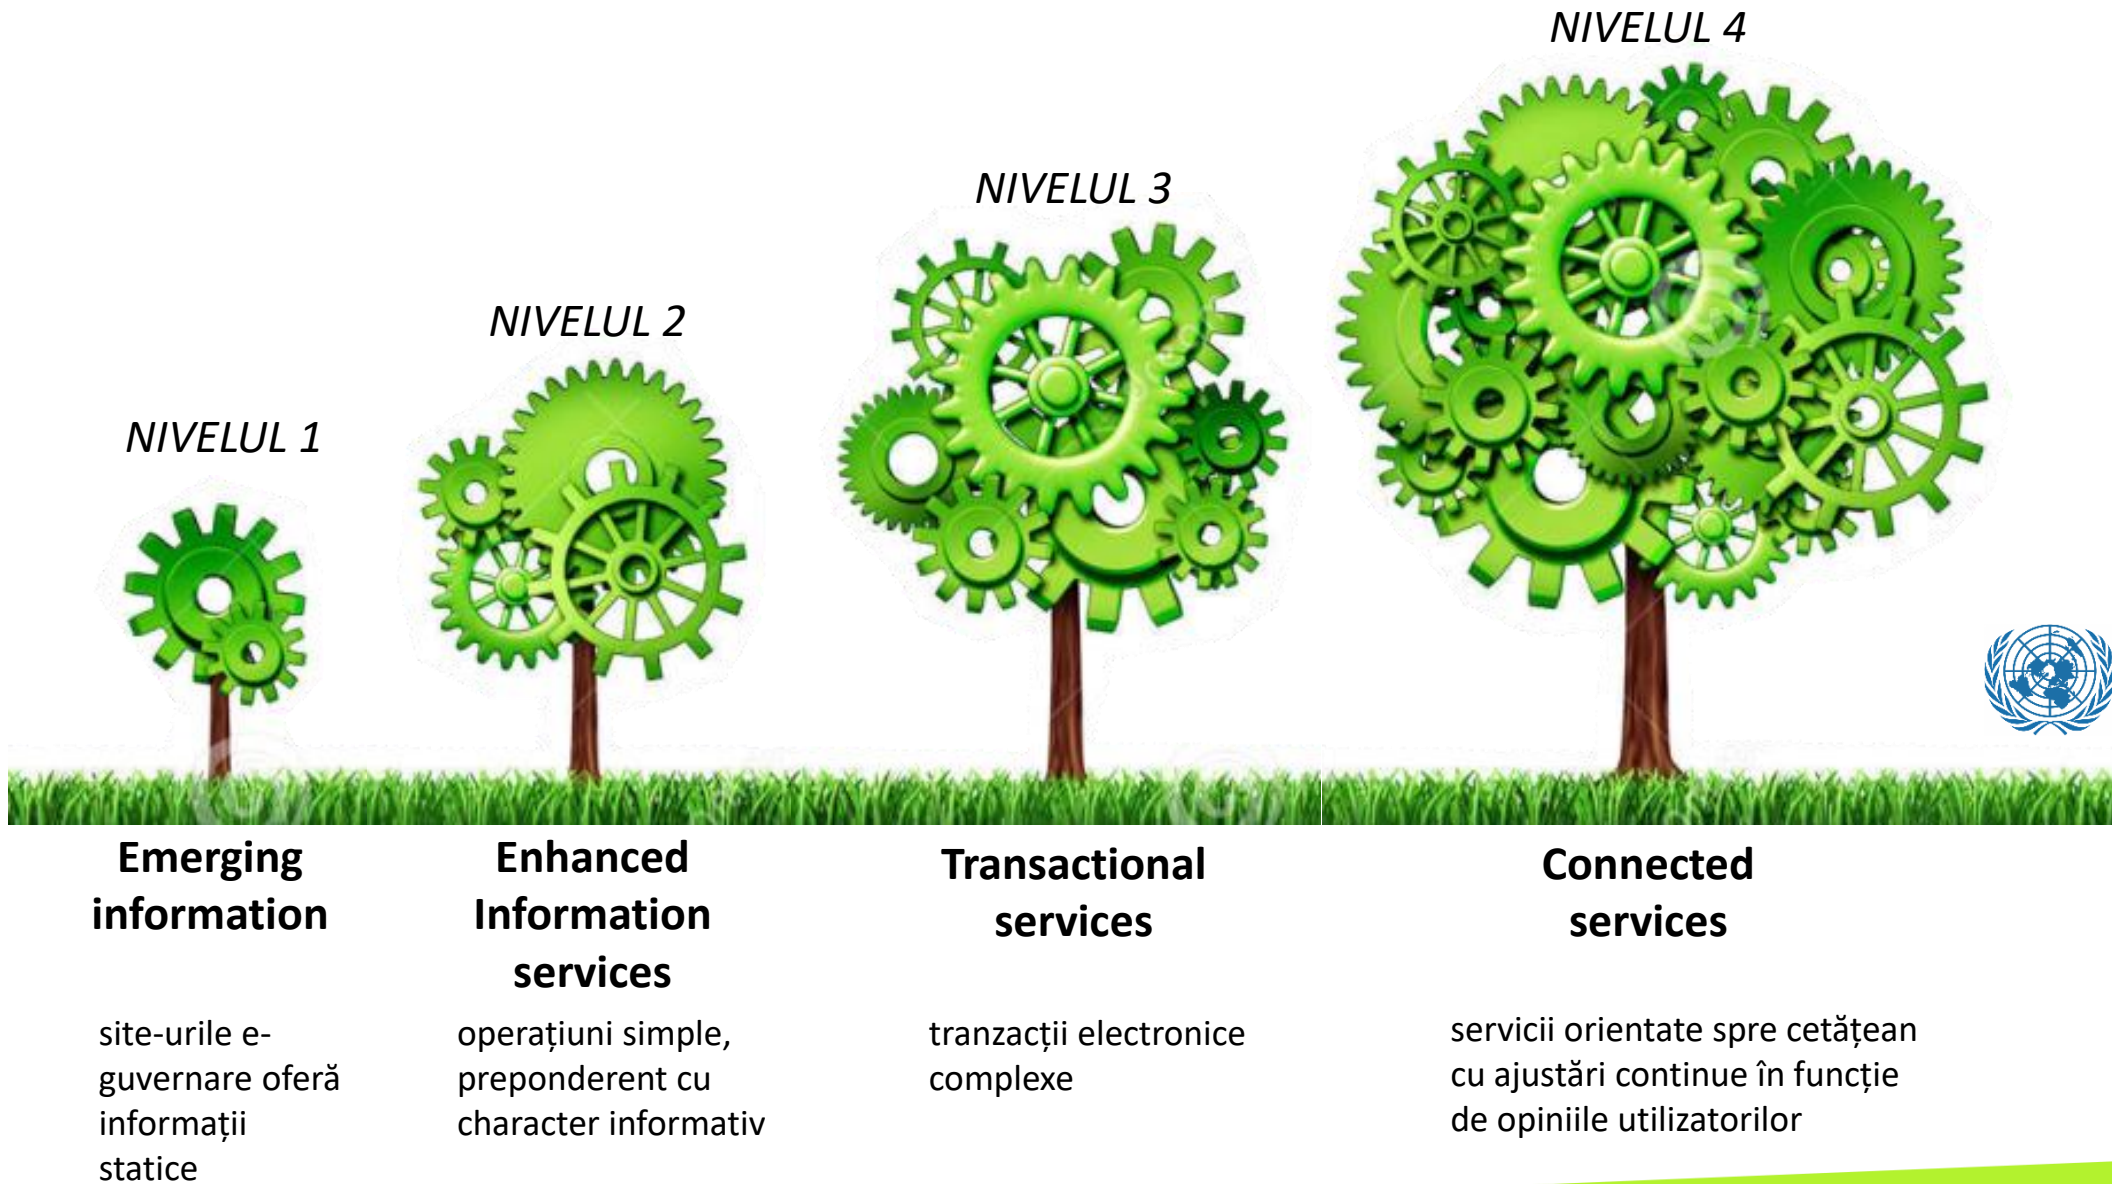 NIVELUL 1
NIVELUL 2
NIVELUL 3
NIVELUL 4
Emerging
information
site-urile e-
guvernare oferă
informații
statice
Enhanced
Information
services
operațiuni simple,
preponderent cu
character informativ
Transactional
services
tranzacții electronice
complexe
Connected
services
servicii orientate spre cetățean
cu ajustări continue în funcție
de opiniile utilizatorilor